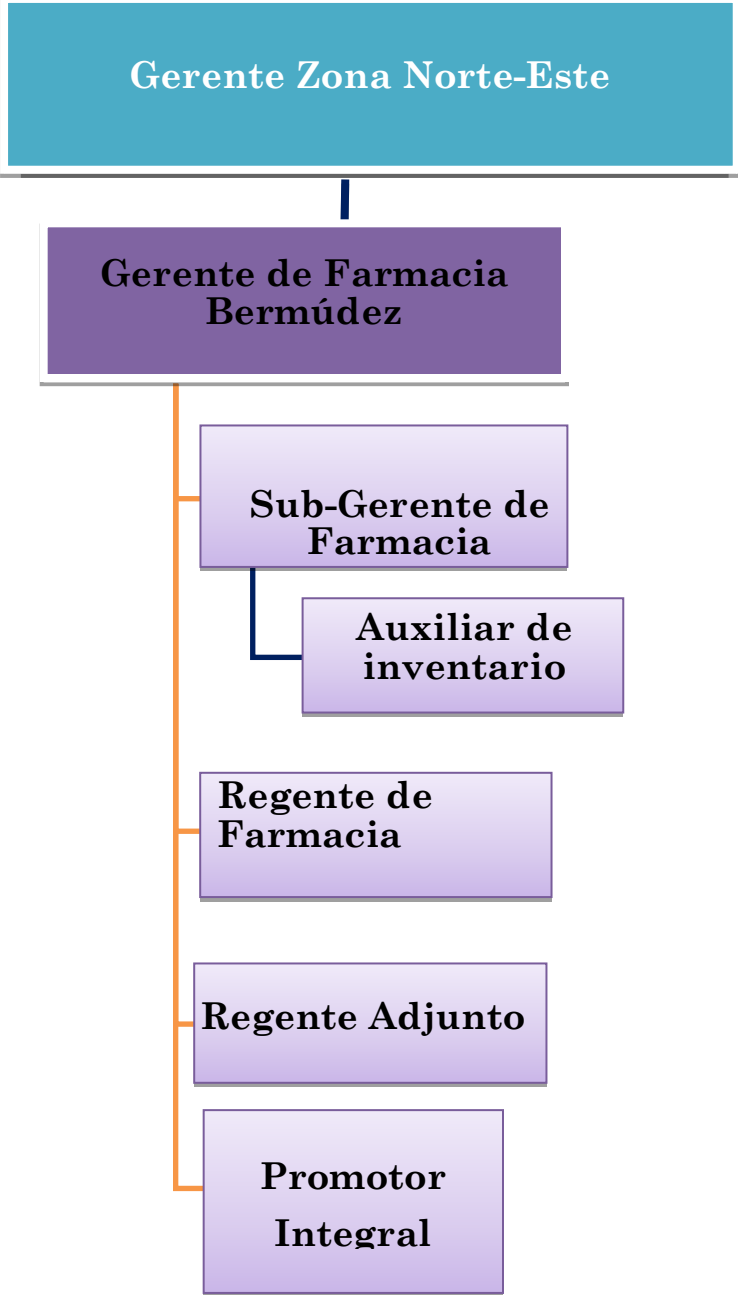 Gerente Zona Norte-Este
Gerente de Farmacia
Bermúdez
Sub-Gerente de
Farmacia
Auxiliar de
inventario
Regente de
Farmacia
Regente Adjunto
Promotor
Integral